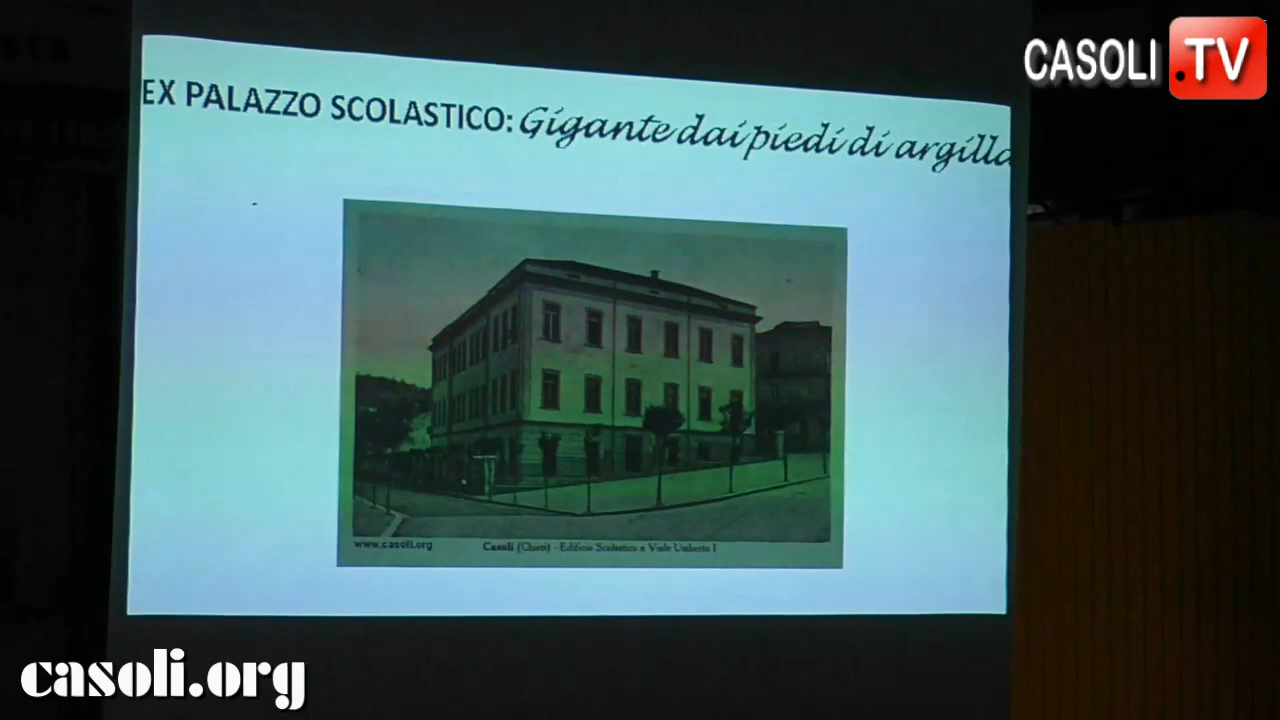 CASOLI.TV
EX PALAZZO SCOLASTICO: Gigante dai piedi di argilla
www.casoli.org
Casoli (Chieti) - Edificio Scolastico e Viale Umberto I
casoli.org